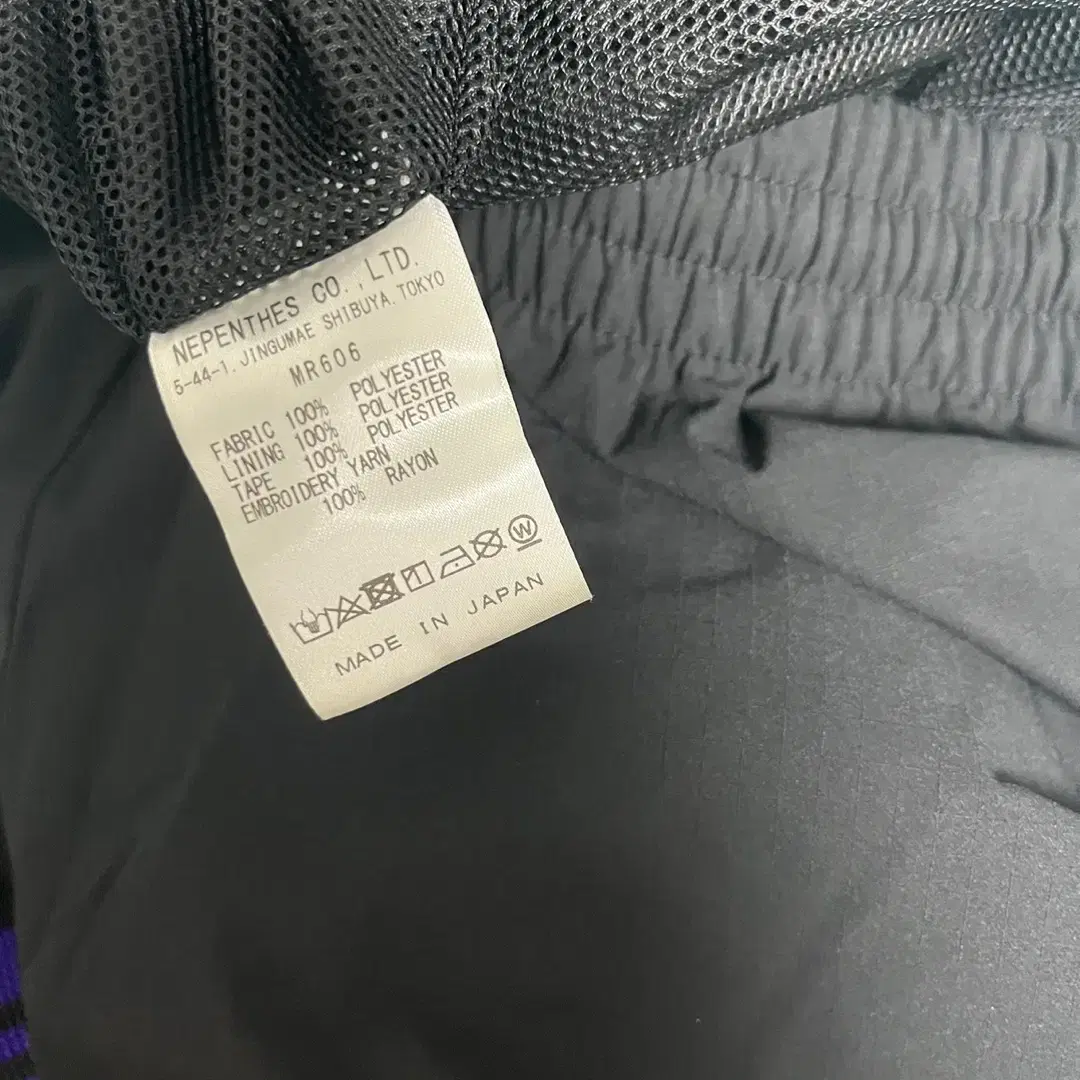 NEPENTHES CO.,LTD.
5-44-1, JINGUMAE SHIBUYA. TOKYO
MR606
FABRIC 100% POLYESTER
LINING 100% POLYESTER
TAPE 100% POLYESTER
EMBROIDERY YARN
100% RAYON
W
MADE IN JAPAN